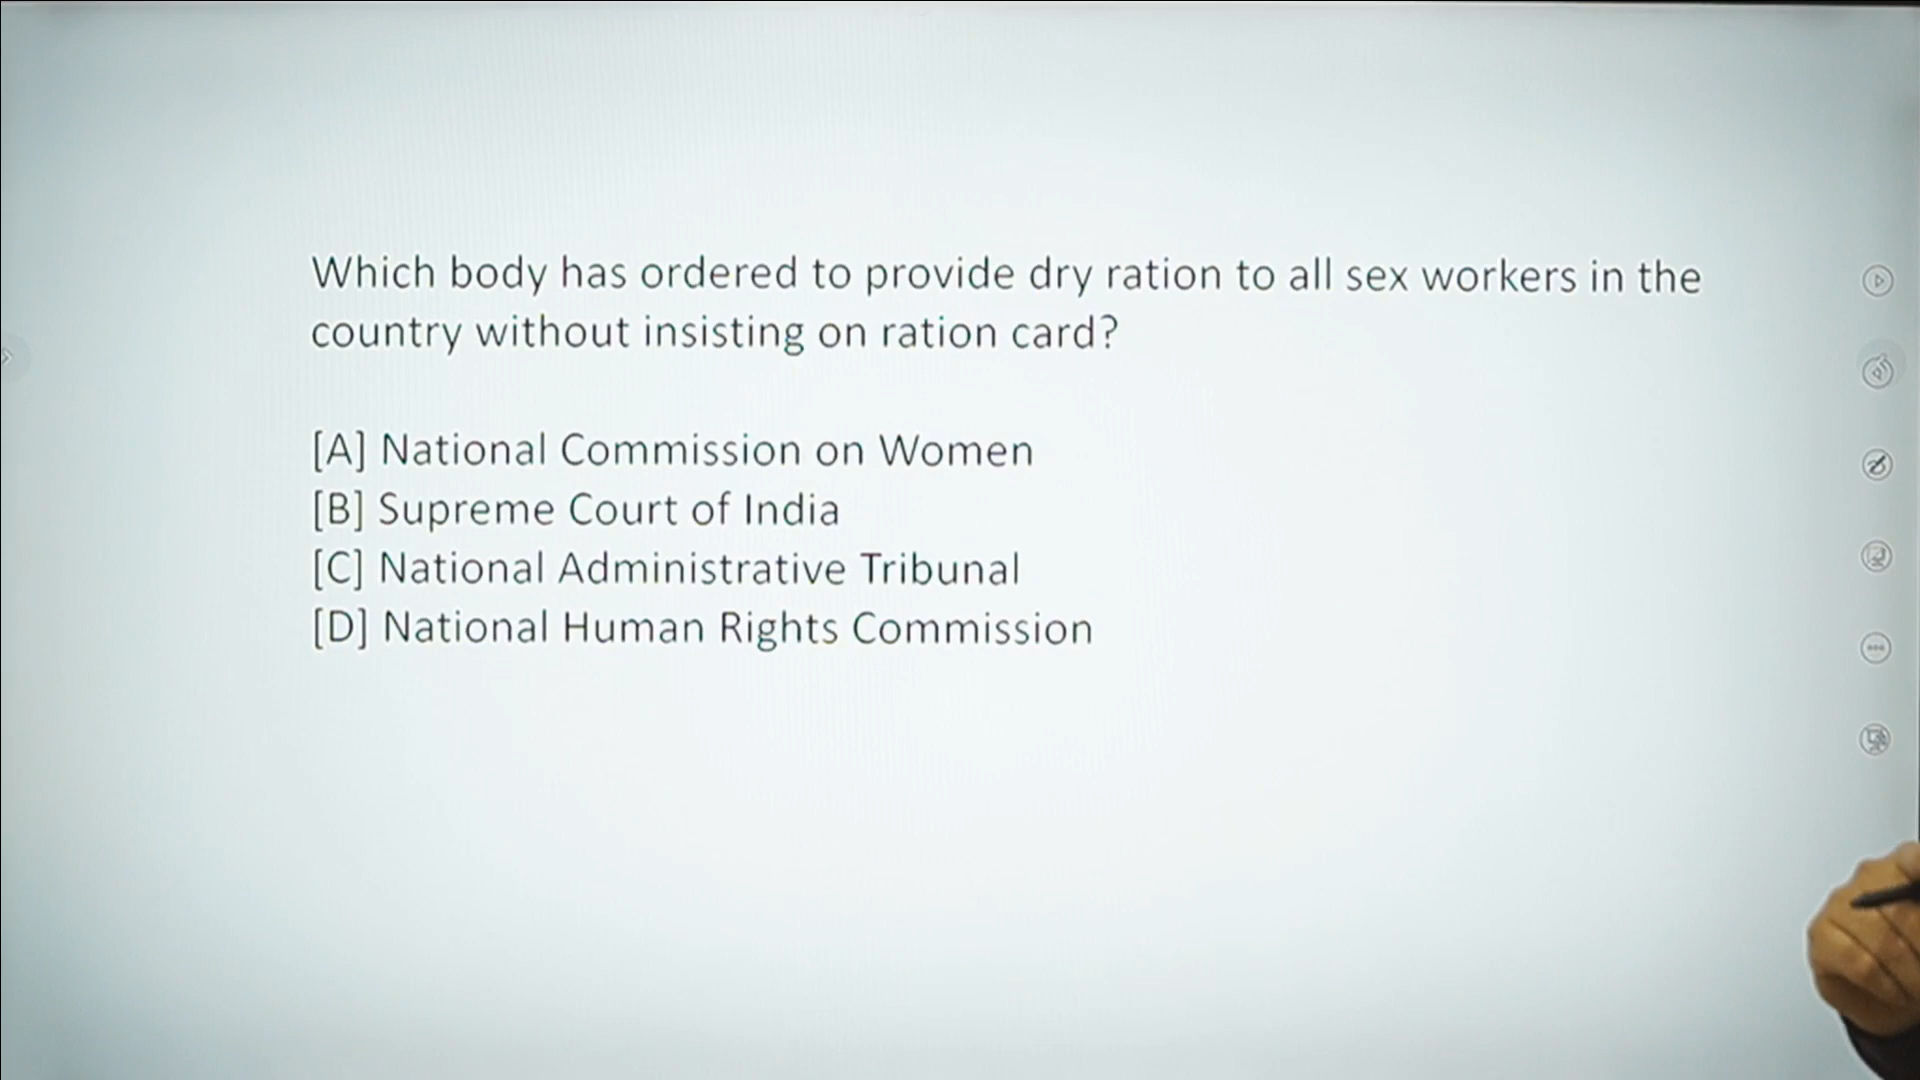 Which body has ordered to provide dry ration to all sex workers in the
country without insisting on ration card?
[A] National Commission on Women
[B] Supreme Court of India
[C] National Administrative Tribunal
[D] National Human Rights Commission